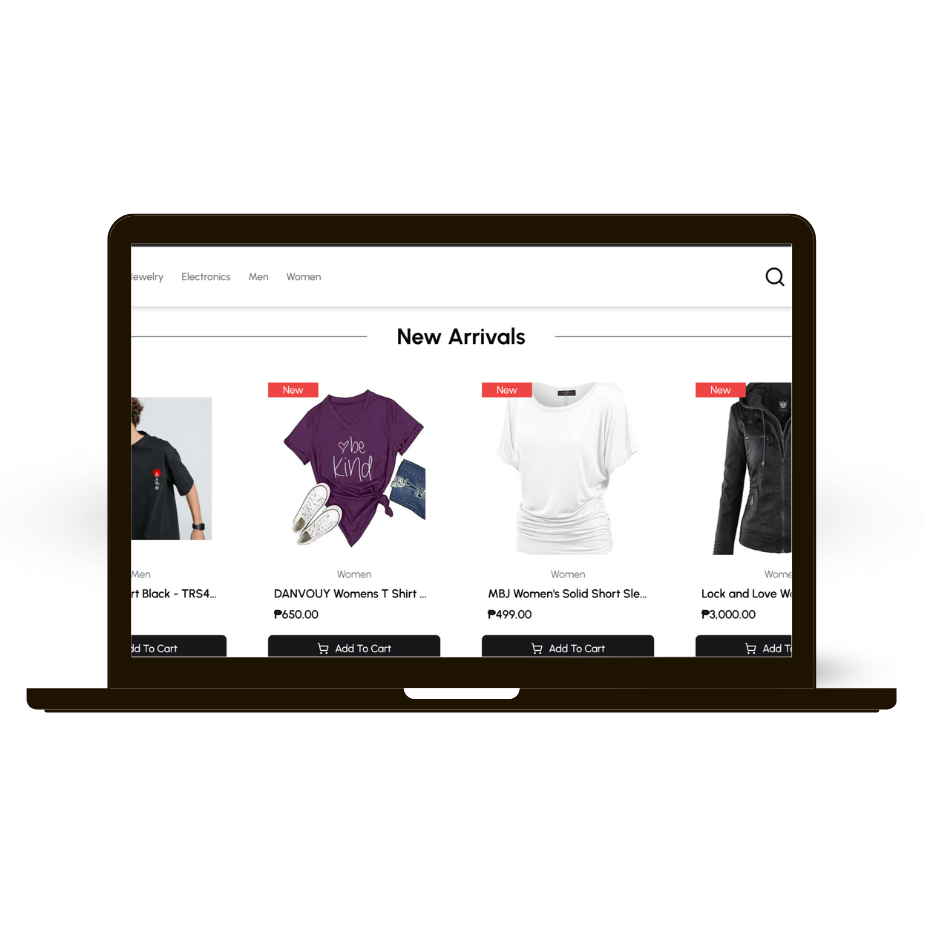 Jewelry Electronics Men Women
New Arrivals
New
New
New
be
kind
Men
Women
Women
Wome
rt Black - TRS4...
DANVOUY Womens T Shirt ...
MBJ Women's Solid Short Sle...
Lock and Love W
₱650.00
₱499.00
₱3,000.00
dd To Cart
Add To Cart
Add To Cart
Add T